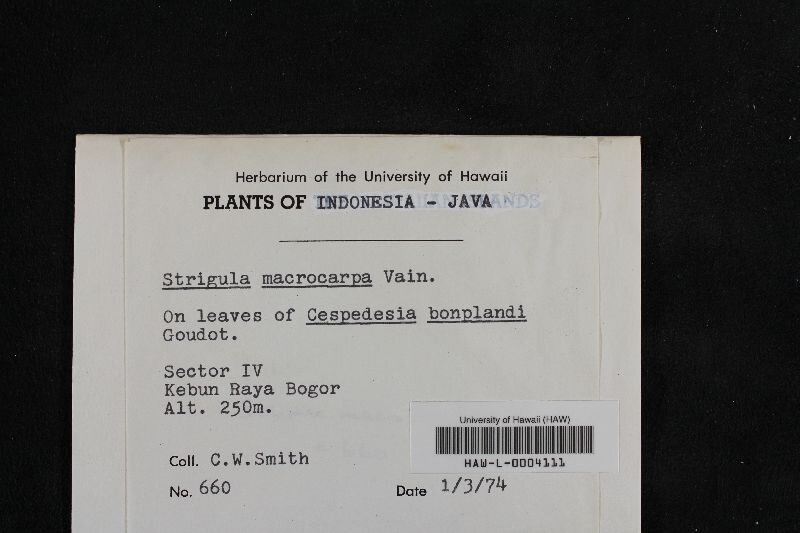 Herbarium of the University of Hawaii
PLANTS OF INDONESIA - JAVA
Strigula macrocarpa Vain.
On leaves of Cespedesia bonplandi
Goudot.
Sector IV
Kebun Raya Bogor
Alt. 250m.
University of Hawaii (HAW)
HAW-L-0004111
Coll. C.W.Smith
No. 660
Date 1/3/74